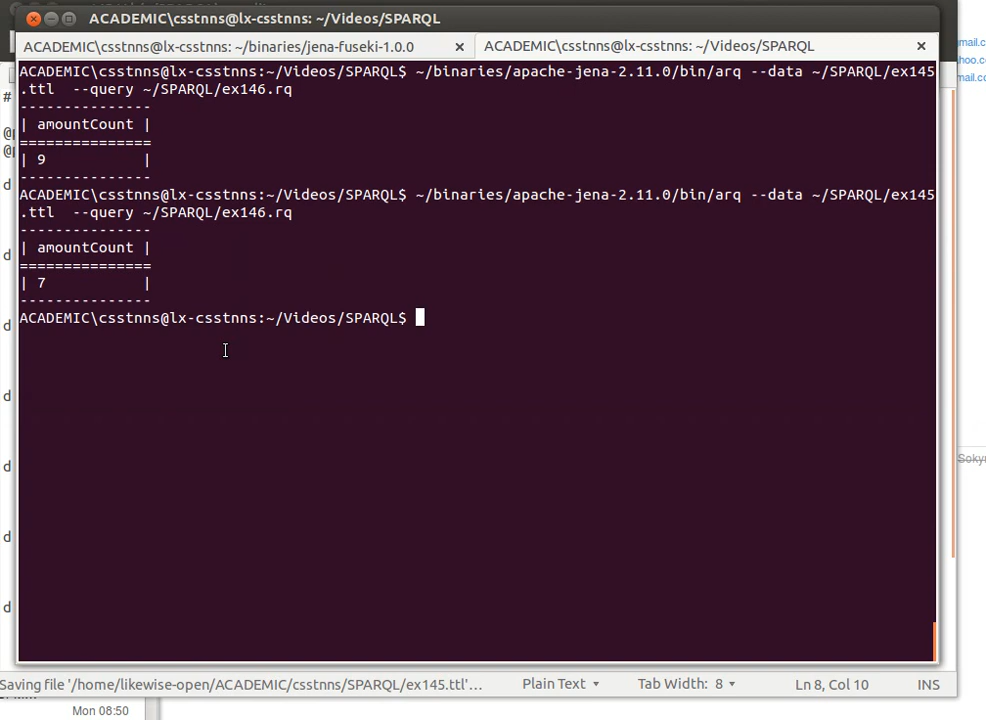 ACADEMIC\csstnns@lx-csstnns: ~/Videos/SPARQL
ACADEMIC\csstnns@lx-csstnns: ~/binaries/jena-fuseki-1.0.0 ×
ACADEMIC\csstnns@lx-csstnns: ~/Videos/SPARQL ×
ACADEMIC\csstnns@lx-csstnns:~/Videos/SPARQL$ ~/binaries/apache-jena-2.11.0/bin/arq --data ~/SPARQL/ex145
.ttl  --query ~/SPARQL/ex146.rq
---------------
| amountCount |
===============
| 9           |
---------------
ACADEMIC\csstnns@lx-csstnns:~/Videos/SPARQL$ ~/binaries/apache-jena-2.11.0/bin/arq --data ~/SPARQL/ex145
.ttl  --query ~/SPARQL/ex146.rq
---------------
| amountCount |
===============
| 7           |
---------------
ACADEMIC\csstnns@lx-csstnns:~/Videos/SPARQL$
#
d
d
d
d
d
d
d
mail.c
ahoo.c
mail.co
Saving file '/home/likewise-open/ACADEMIC/csstnns/SPARQL/ex145.ttl'...
Plain Text
Tab Width: 8
Ln 8, Col 10
INS
Mon 08:50